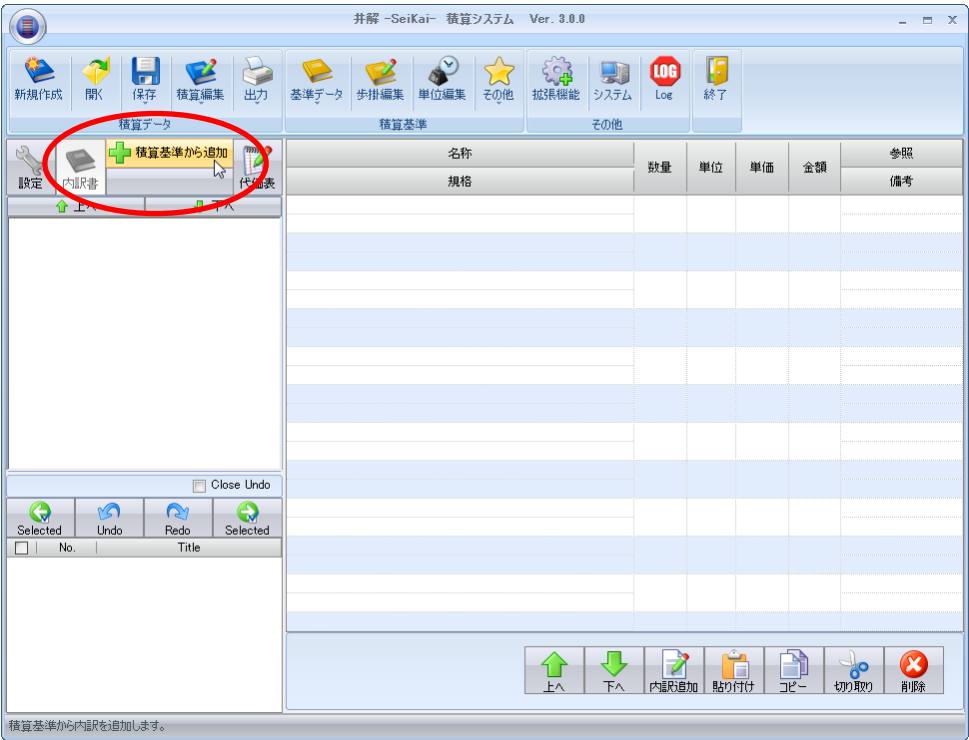 井解 -SeiKai- 積算システム Ver. 3.0.0
新規作成 開く 保存 積算編集 出力 基準データ 歩掛編集 単位編集 その他 拡張機能 システム Log 終了
LOG
積算データ 積算基準 その他
設定 内訳書 積算基準から追加 代価表
上へ 下へ
名称 数量 単位 単価 金額 参照
規格 備考
Close Undo
Selected Undo Redo Selected
No. Title
上へ 下へ 内訳追加 貼り付け コピー 切り取り 削除
積算基準から内訳を追加します。